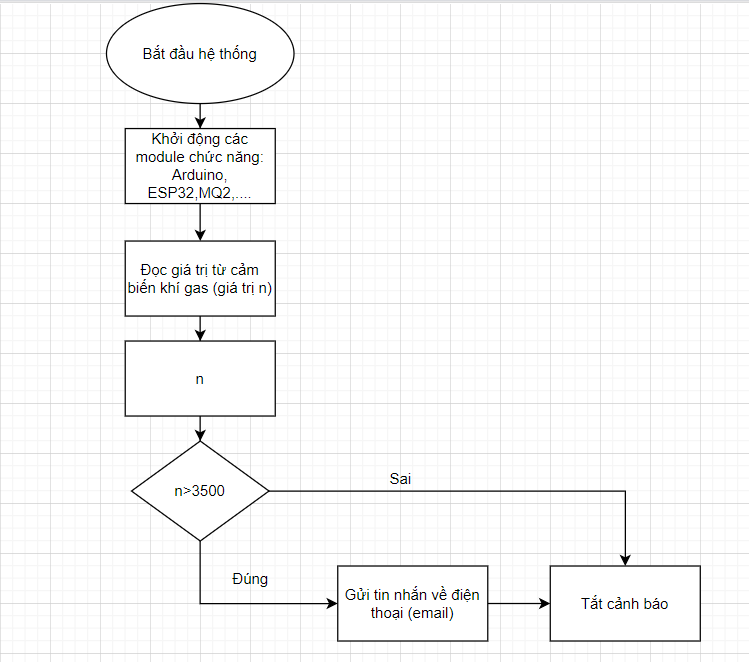 Bắt đầu hệ thống
Khởi động các
module chức năng:
Arduino,
ESP32,MQ2,....
Đọc giá trị từ cảm
biến khí gas (giá trị n)
n
n>3500
Sai
Đúng
Gửi tin nhắn về điện
thoại (email)
Tắt cảnh báo